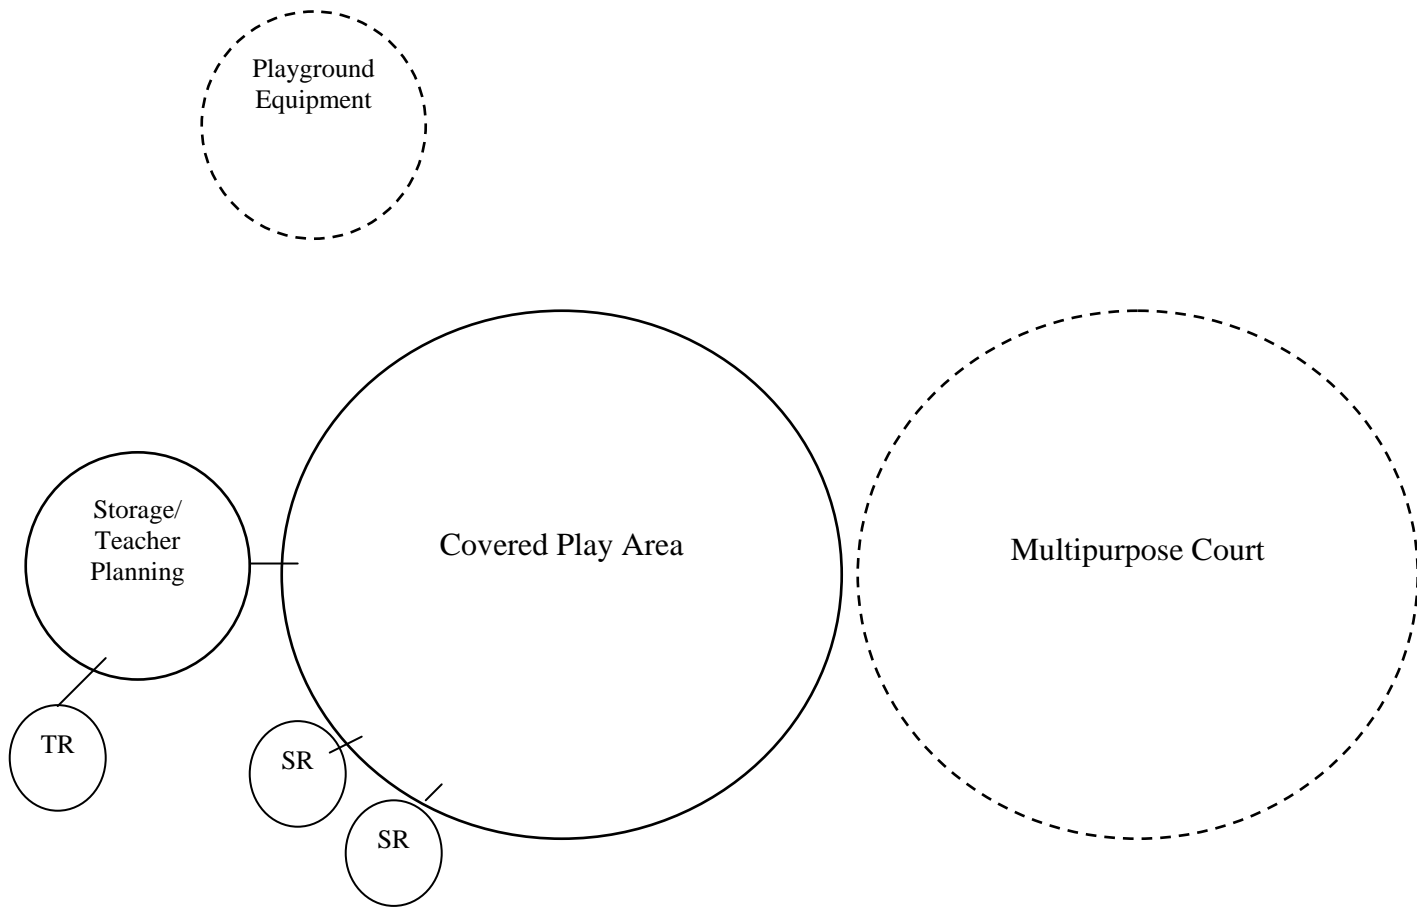 Playground
Equipment
Storage/
Teacher
Planning
Covered Play Area
Multipurpose Court
TR
SR
SR